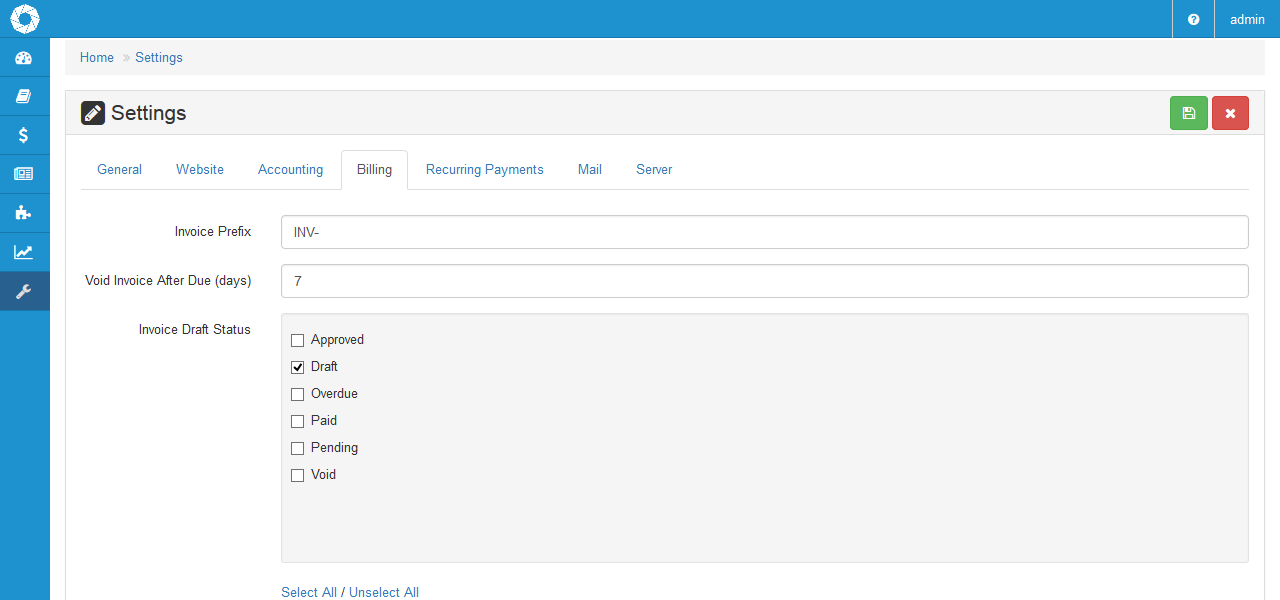 admin
Home » Settings
Settings
General Website Accounting Billing Recurring Payments Mail Server
Invoice Prefix INV-
Void Invoice After Due (days) 7
Invoice Draft Status
Approved
Draft
Overdue
Paid
Pending
Void
Select All / Unselect All